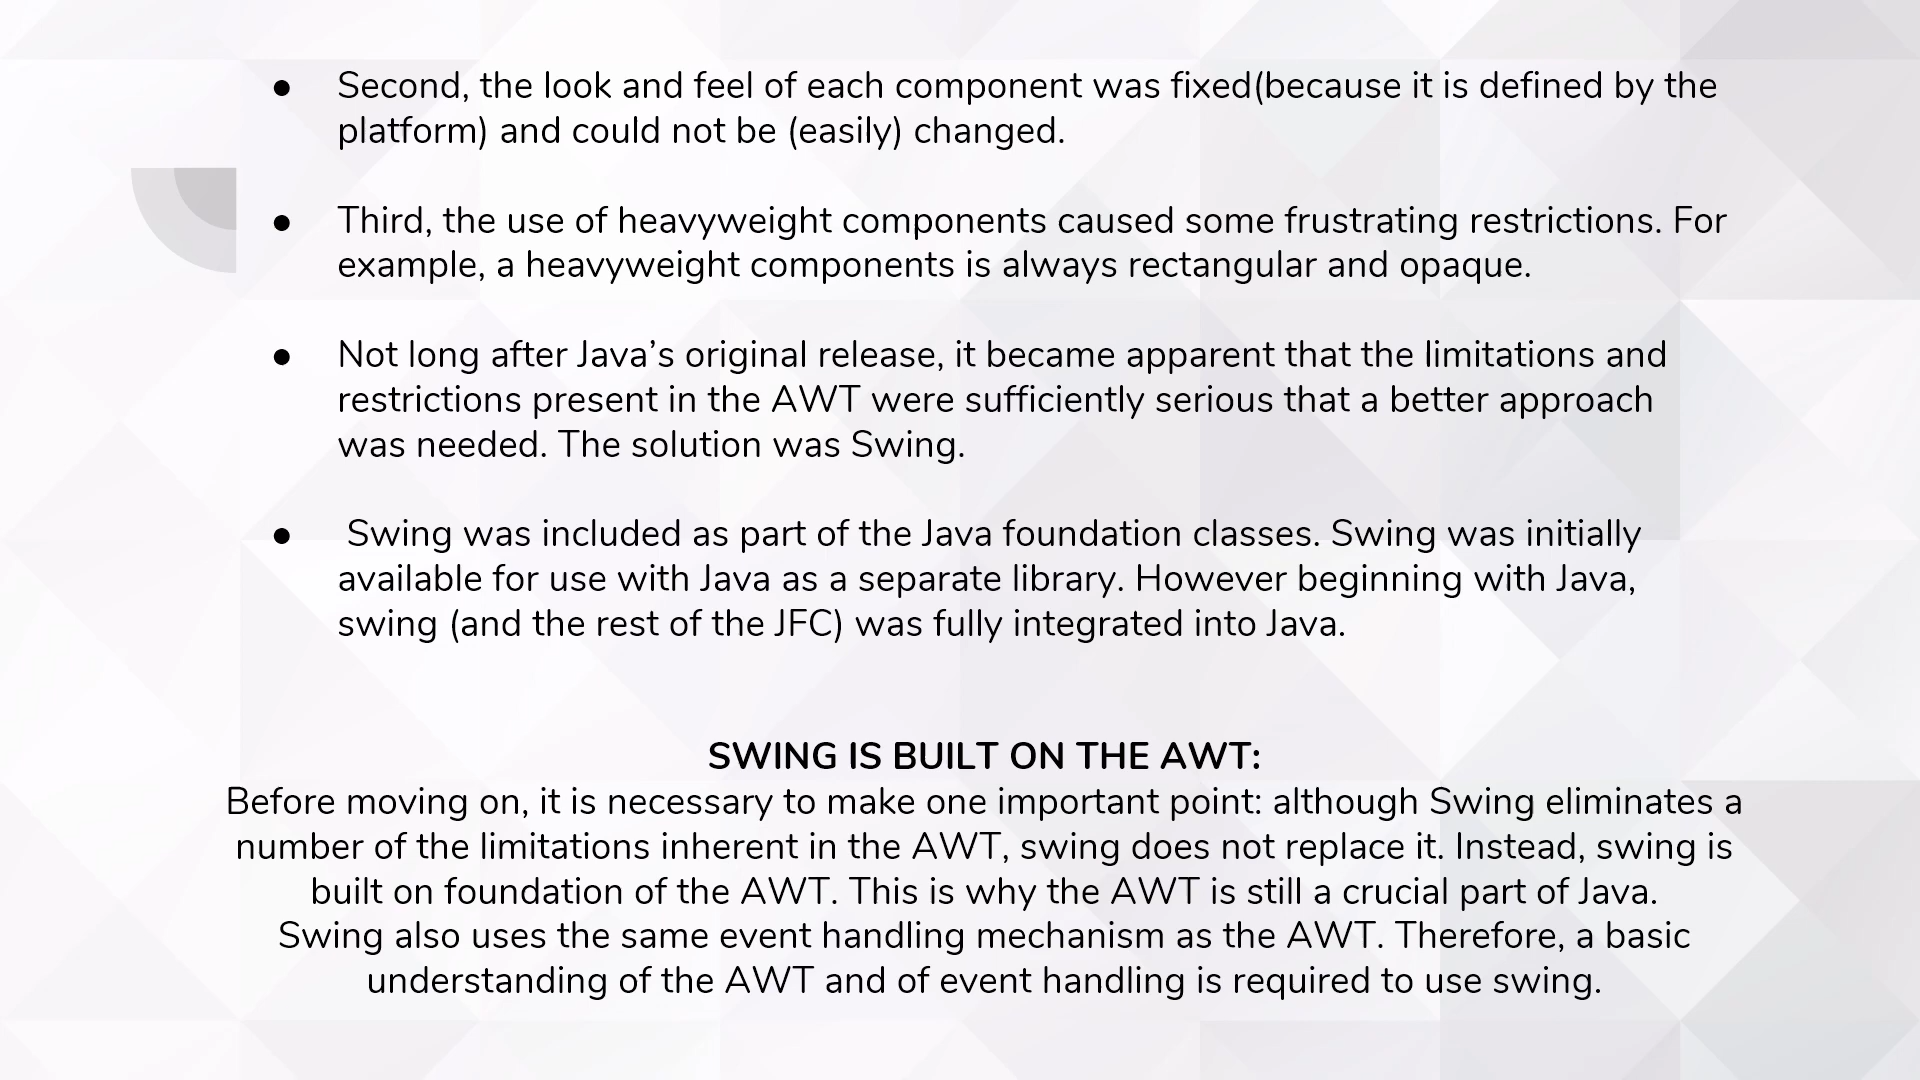 ● Second, the look and feel of each component was fixed(because it is defined by the
platform) and could not be (easily) changed.
● Third, the use of heavyweight components caused some frustrating restrictions. For
example, a heavyweight components is always rectangular and opaque.
● Not long after Java’s original release, it became apparent that the limitations and
restrictions present in the AWT were sufficiently serious that a better approach
was needed. The solution was Swing.
● Swing was included as part of the Java foundation classes. Swing was initially
available for use with Java as a separate library. However beginning with Java,
swing (and the rest of the JFC) was fully integrated into Java.
SWING IS BUILT ON THE AWT:
Before moving on, it is necessary to make one important point: although Swing eliminates a
number of the limitations inherent in the AWT, swing does not replace it. Instead, swing is
built on foundation of the AWT. This is why the AWT is still a crucial part of Java.
Swing also uses the same event handling mechanism as the AWT. Therefore, a basic
understanding of the AWT and of event handling is required to use swing.